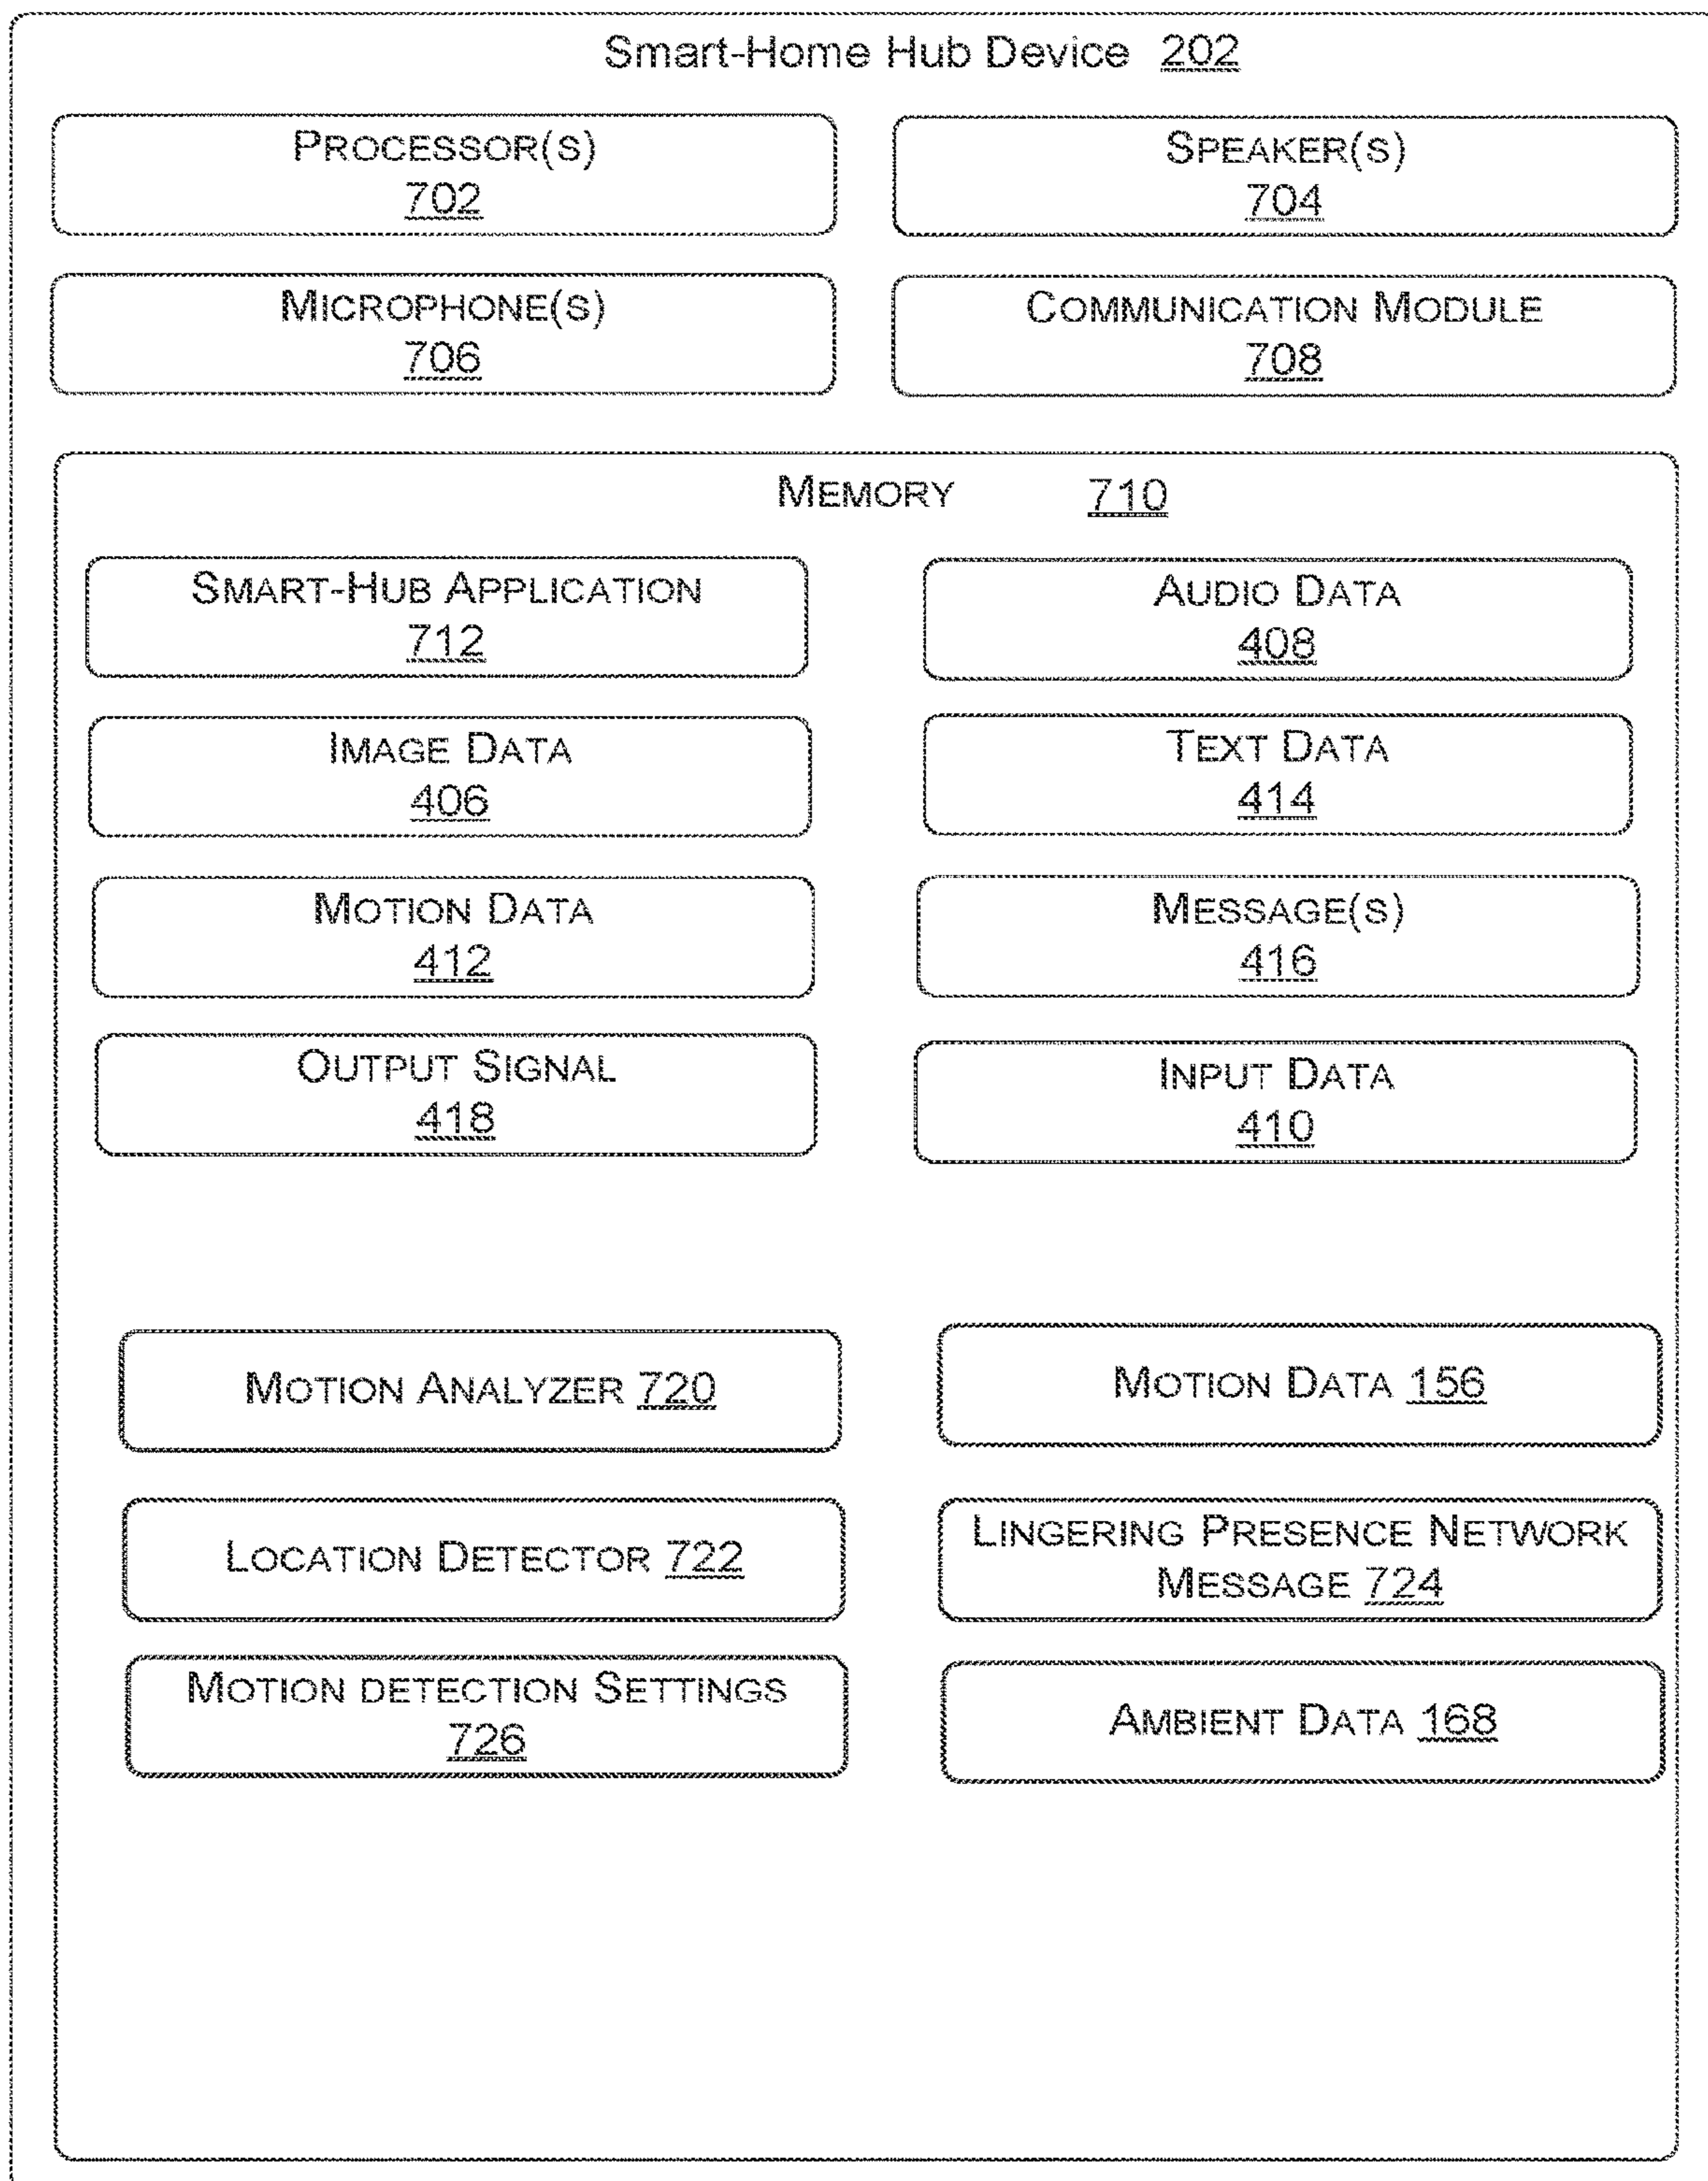 Smart-Home Hub Device 202
PROCESSOR(S)
702
SPEAKER(S)
704
MICROPHONE(S)
706
COMMUNICATION MODULE
708
MEMORY 710
SMART-HUB APPLICATION
712
AUDIO DATA
408
IMAGE DATA
406
TEXT DATA
414
MOTION DATA
412
MESSAGE(S)
416
OUTPUT SIGNAL
418
INPUT DATA
410
MOTION ANALYZER 720
MOTION DATA 156
LOCATION DETECTOR 722
LINGERING PRESENCE NETWORK
MESSAGE 724
MOTION DETECTION SETTINGS
726
AMBIENT DATA 168